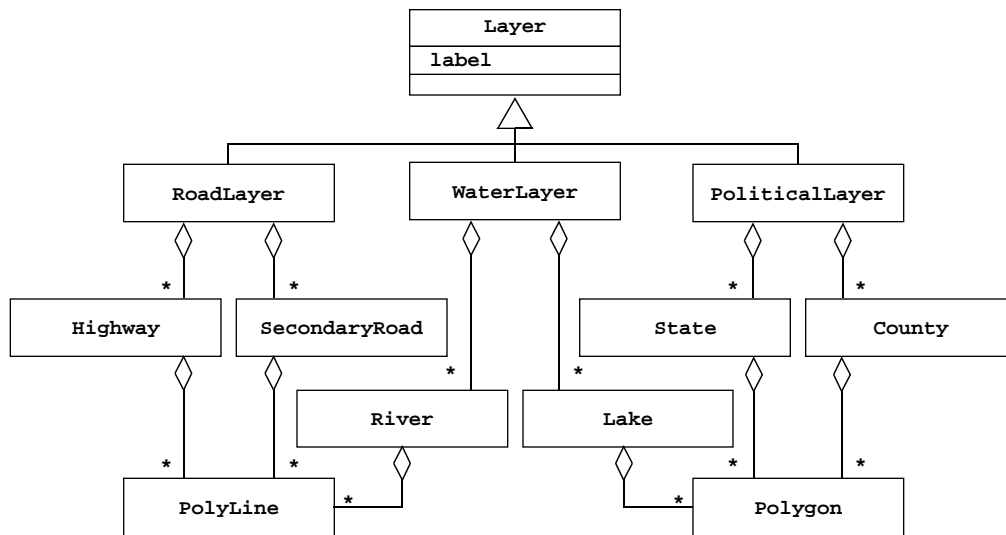 Layer
label
RoadLayer WaterLayer PoliticalLayer
* * * *
Highway SecondaryRoad State County
* *
River Lake
* * * *
* *
PolyLine Polygon